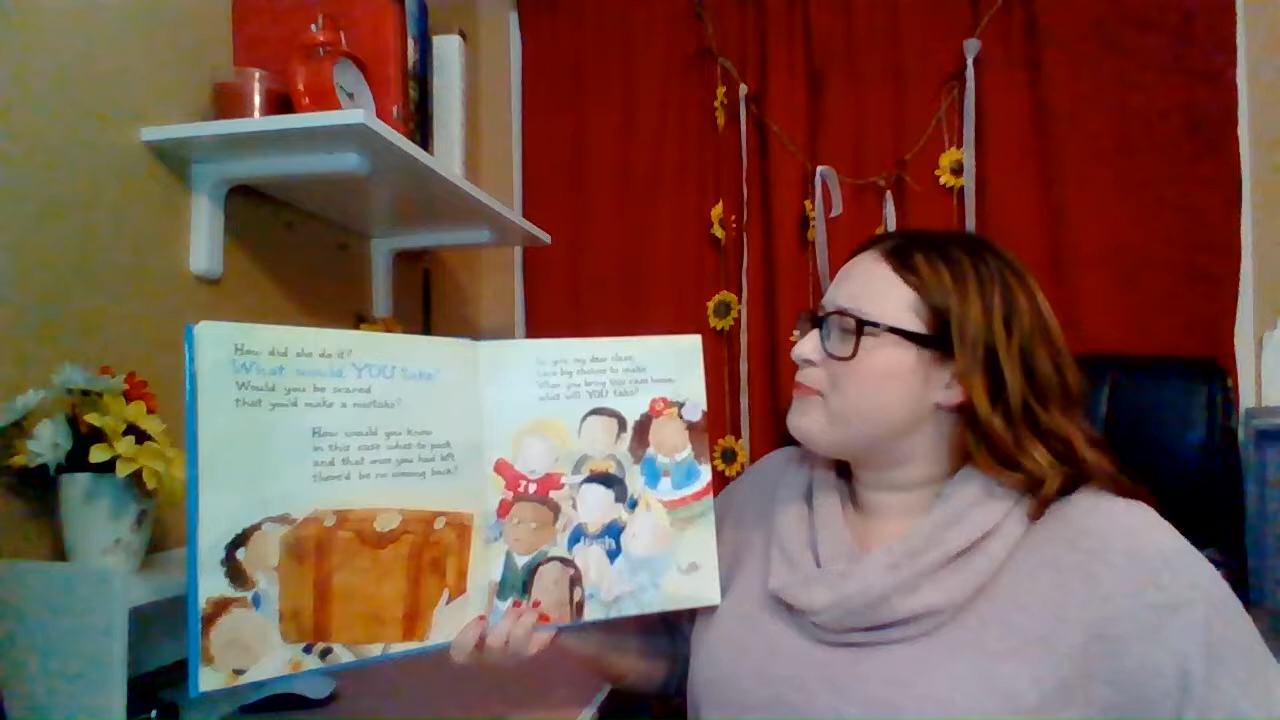 How did she do it?
What would YOU take?
Would you be scared
that you'd make a mistake?
How would you know
in this case what to pack
and that once you had left
there'd be no coming back?
So you, my dear class,
have big choices to make
When you bring this case home,
what will YOU take?